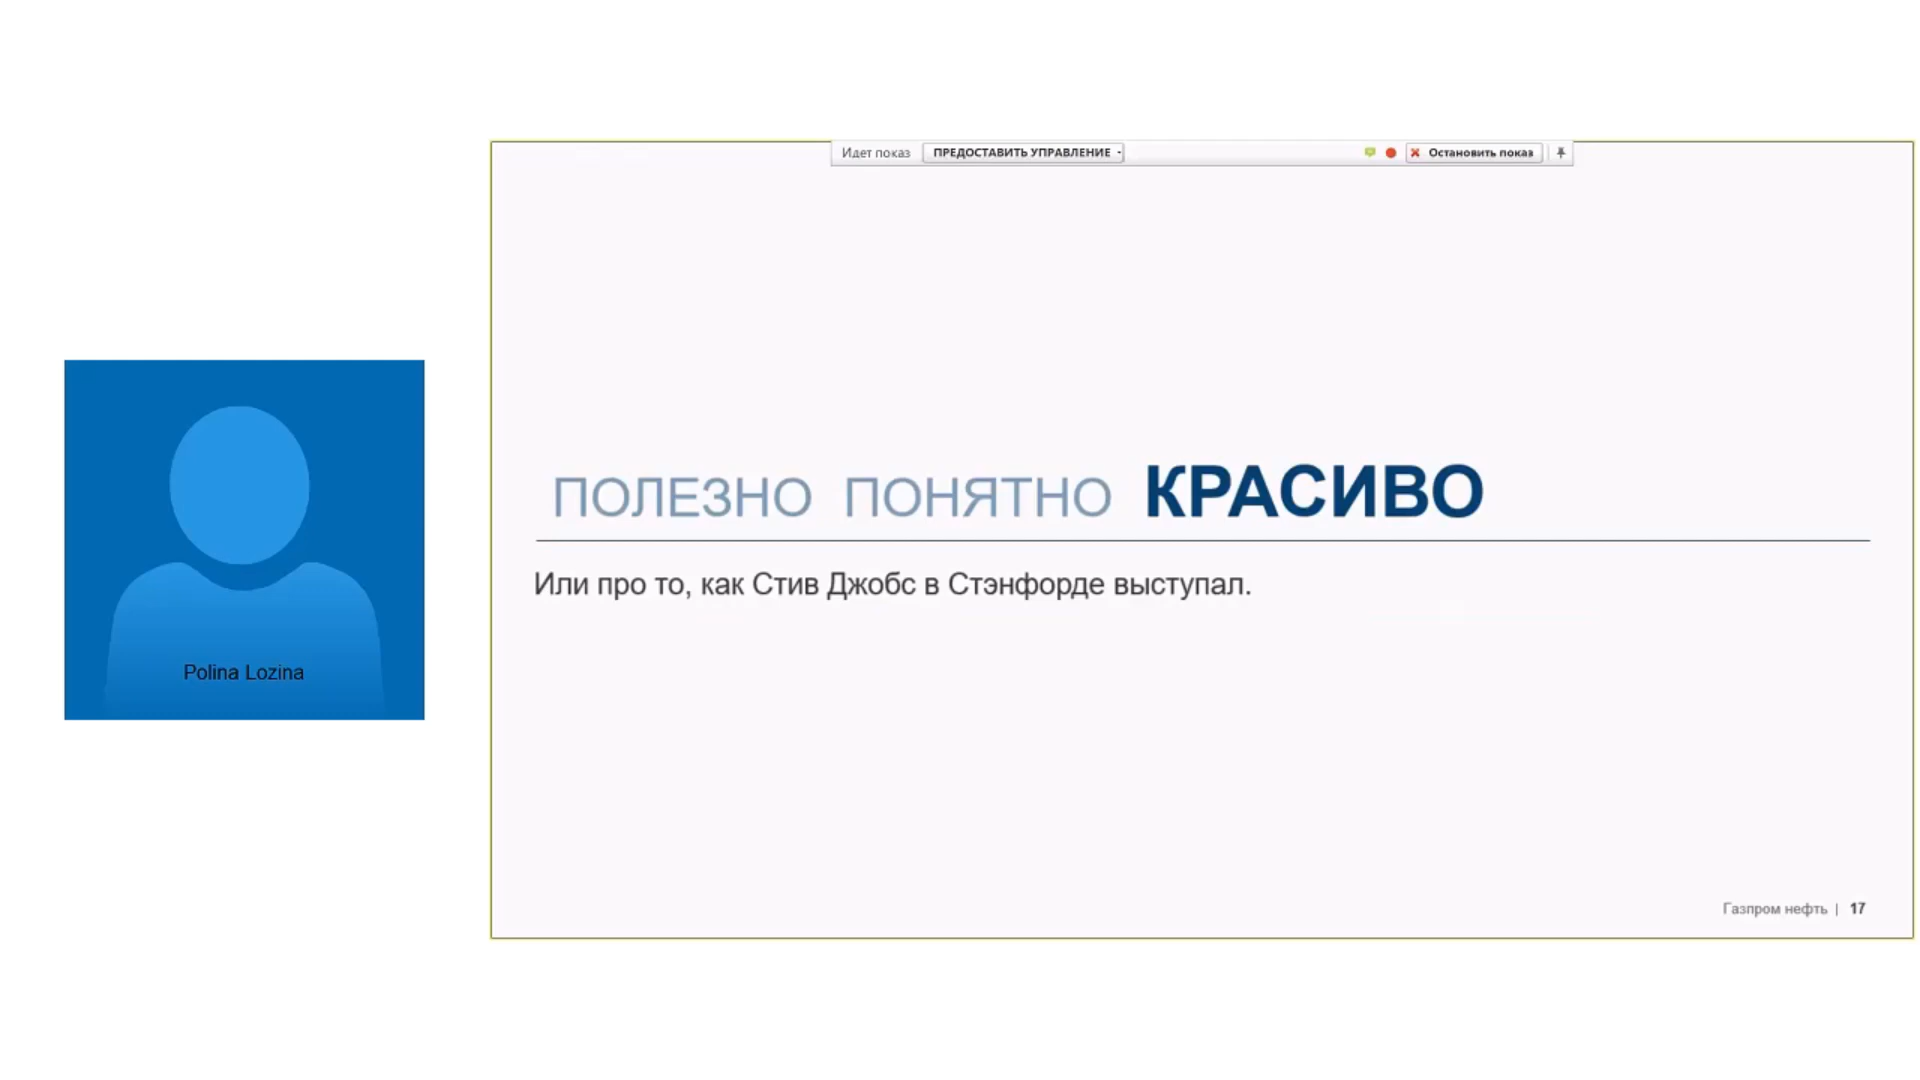 Идет показ ПРЕДОСТАВИТЬ УПРАВЛЕНИЕ Остановить показ
ПОЛЕЗНО ПОНЯТНО КРАСИВО
Или про то, как Стив Джобс в Стэнфорде выступал.
Polina Lozina
Газпром нефть | 17